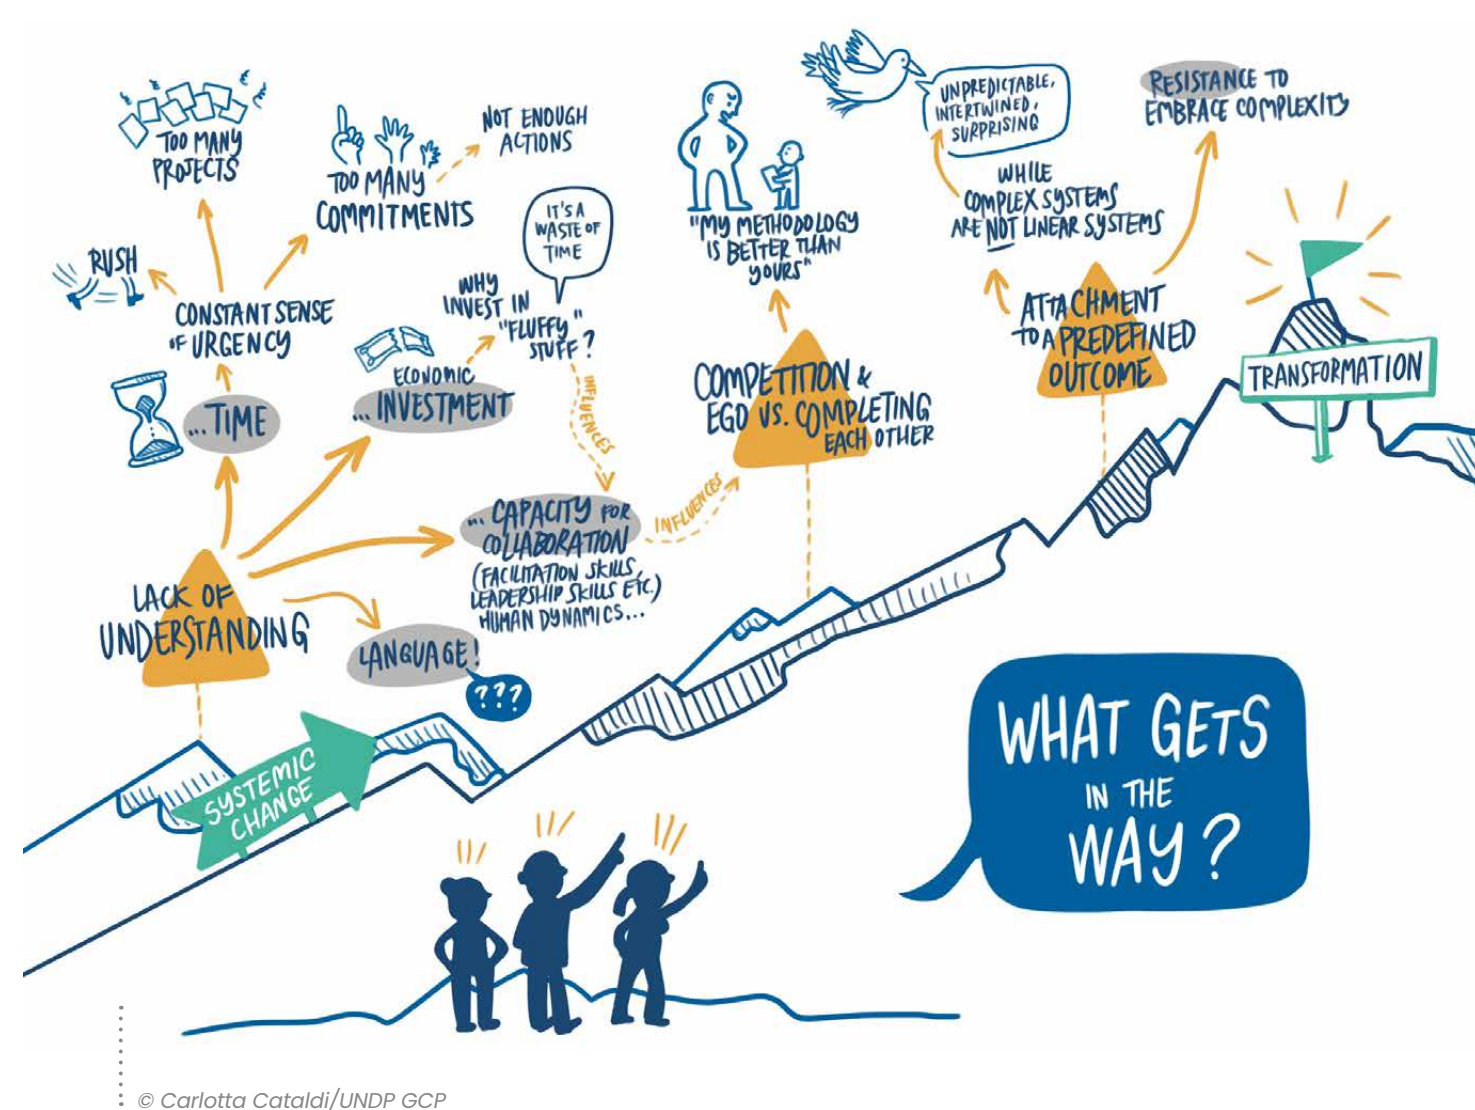 TOO MANY
PROJECTS
TOO MANY
COMMITMENTS
NOT ENOUGH
ACTIONS
RUSH
CONSTANT SENSE
OF URGENCY
...TIME
IT'S A
WASTE OF
TIME
WHY
INVEST IN
"FLUFFY"
STUFF?
ECONOMIC
... INVESTMENT
INFLUENCES
... CAPACITY FOR
COLLABORATION
(FACILITATION SKILLS,
LEADERSHIP SKILLS ETC.)
HUMAN DYNAMICS...
INFLUENCES
LACK OF
UNDERSTANDING
LANGUAGE!
???
"MY METHODOLOGY
IS BETTER THAN
YOURS"
COMPETITION &
EGO VS. COMPLETING
EACH OTHER
UNPREDICTABLE,
INTERTWINED,
SURPRISING
WHILE
COMPLEX SYSTEMS
ARE NOT LINEAR SYSTEMS
RESISTANCE TO
EMBRACE COMPLEXITY
ATTACHMENT
TO A PREDEFINED
OUTCOME
TRANSFORMATION
SYSTEMIC
CHANGE
WHAT GETS
IN THE
WAY?
© Carlotta Cataldi/UNDP GCP